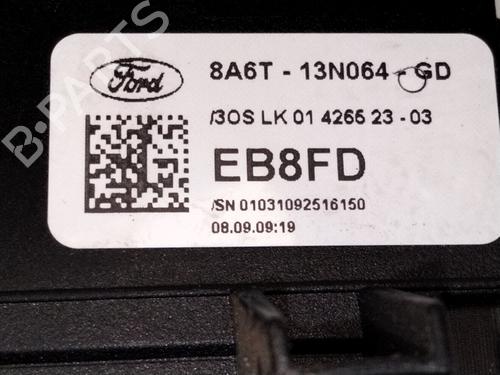 Ford
8A6T - 13N064 - GD
/3OS LK 01 4266 23 - 03
EB8FD
/SN 01031092516150
08.09.09:19
B-PARTS